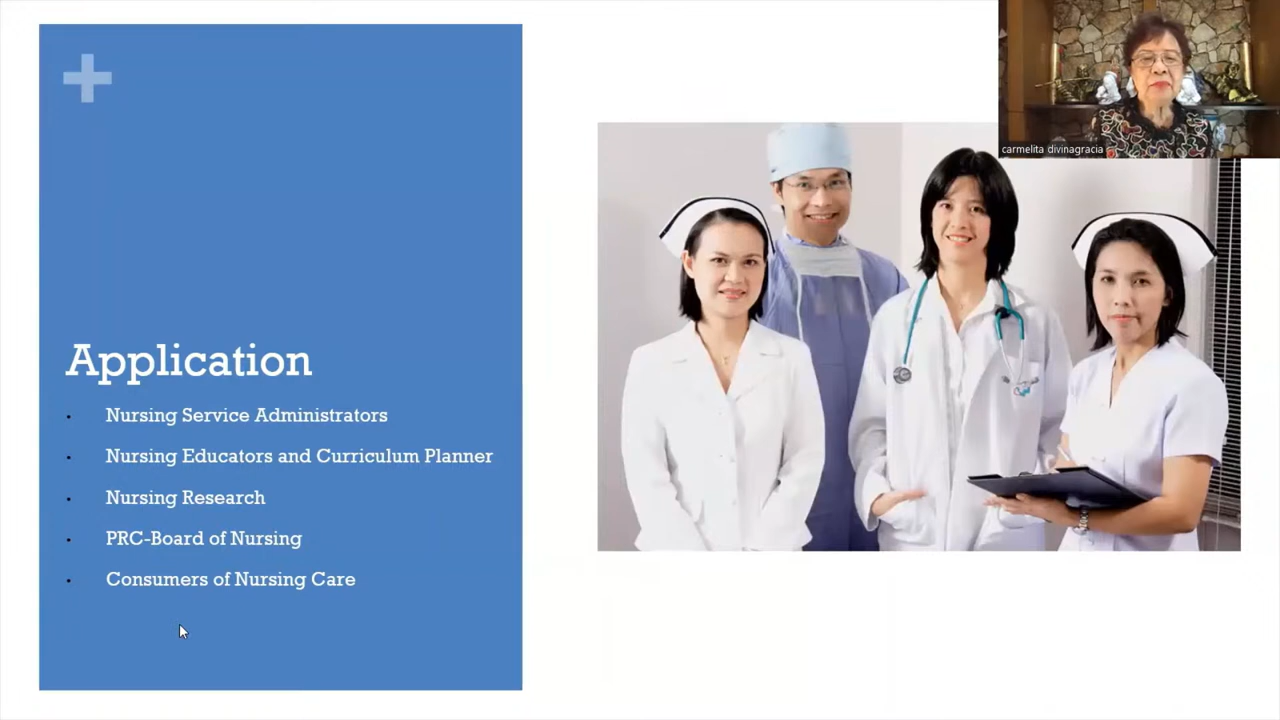 carmelita divinagracia
Application
Nursing Service Administrators
Nursing Educators and Curriculum Planner
Nursing Research
PRC-Board of Nursing
Consumers of Nursing Care